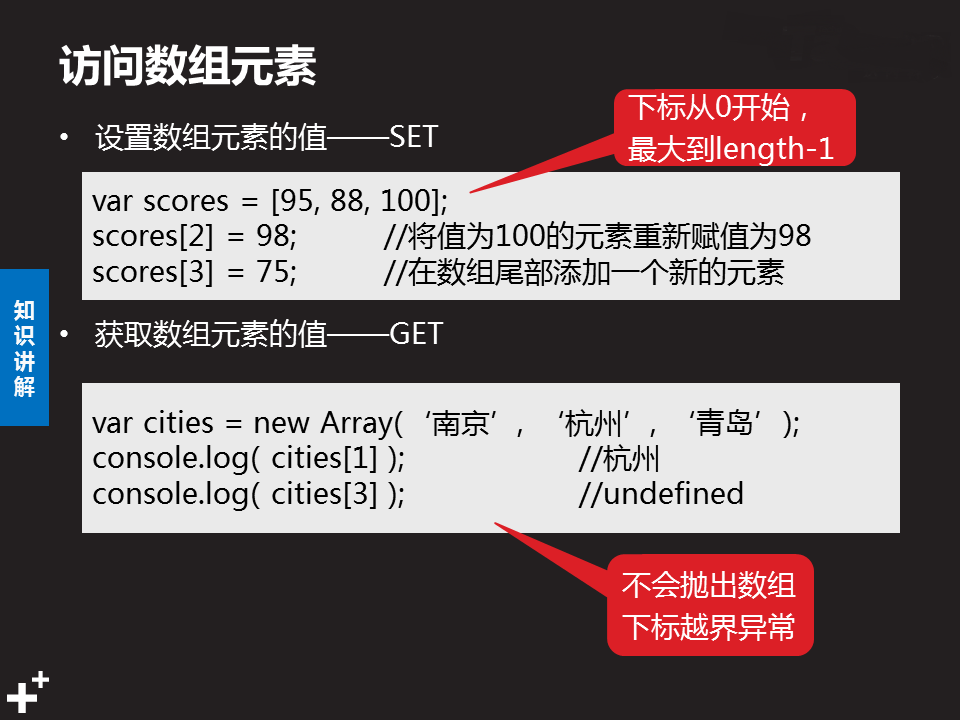 访问数组元素
下标从0开始，
最大到length-1
• 设置数组元素的值——SET
var scores = [95, 88, 100];
scores[2] = 98; //将值为100的元素重新赋值为98
scores[3] = 75; //在数组尾部添加一个新的元素
知
识
讲
解
• 获取数组元素的值——GET
var cities = new Array(‘南京’,‘杭州’,‘青岛’);
console.log( cities[1] ); //杭州
console.log( cities[3] ); //undefined
不会抛出数组
下标越界异常